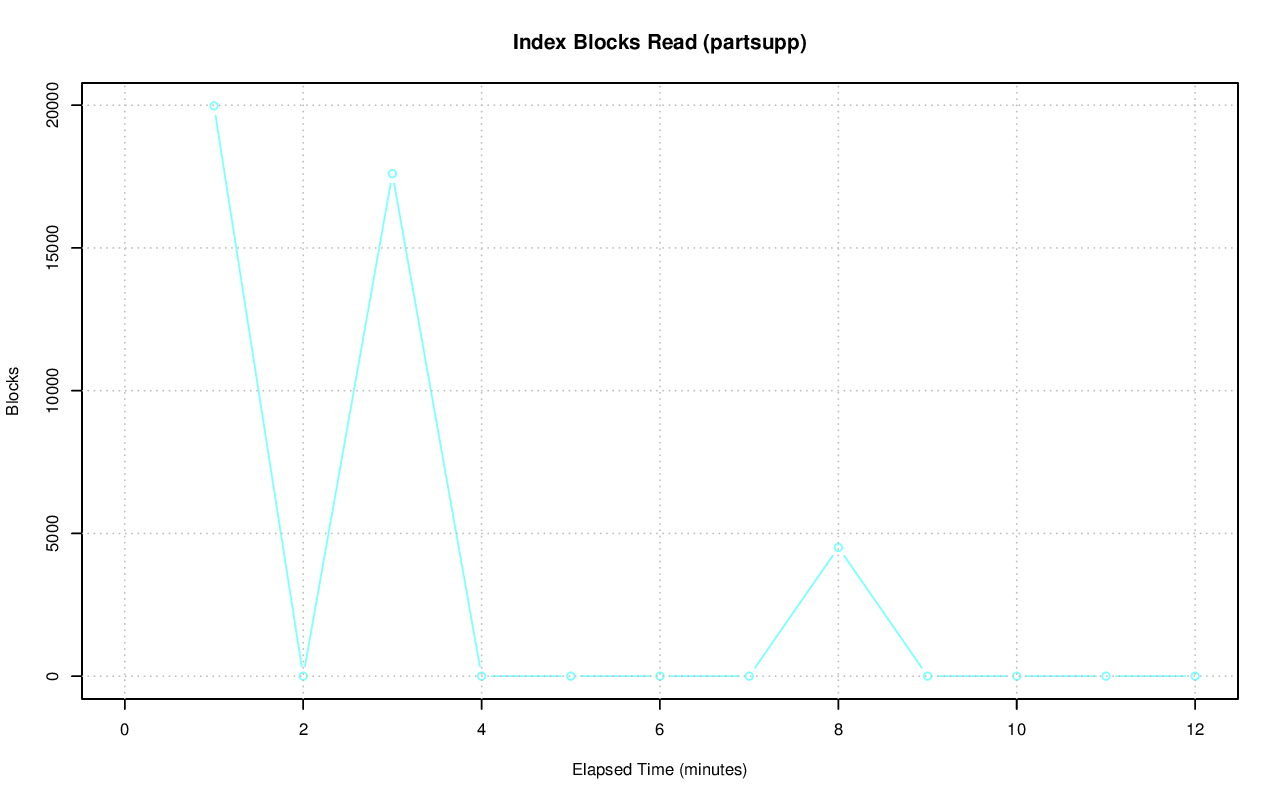 Index Blocks Read (partsupp)
20000
15000
10000
5000
0
Blocks
0 2 4 6 8 10 12
Elapsed Time (minutes)